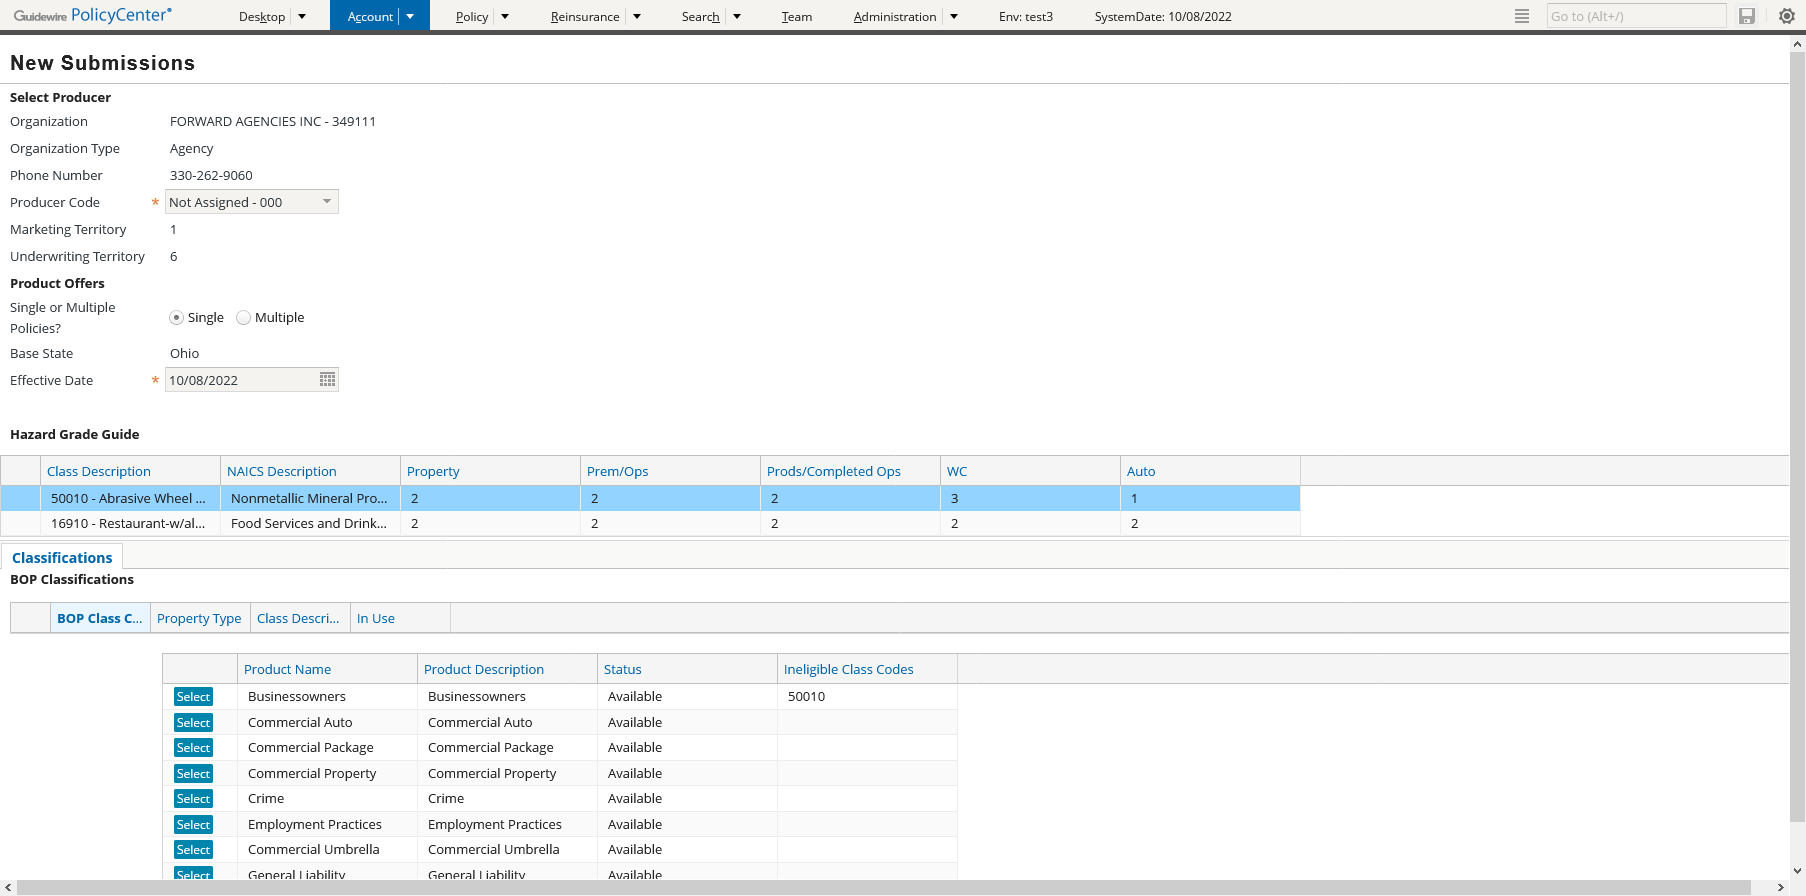 Guidewire PolicyCenter® Desktop Account Policy Reinsurance Search Team Administration Env: test3 SystemDate: 10/08/2022 Go to (Alt+/)
New Submissions
Select Producer
Organization FORWARD AGENCIES INC - 349111
Organization Type Agency
Phone Number 330-262-9060
Producer Code * Not Assigned - 000
Marketing Territory 1
Underwriting Territory 6
Product Offers
Single or Multiple
Policies? Single Multiple
Base State Ohio
Effective Date * 10/08/2022
Hazard Grade Guide
Class Description NAICS Description Property Prem/Ops Prods/Completed Ops WC Auto
50010 - Abrasive Wheel ... Nonmetallic Mineral Pro... 2 2 2 3 1
16910 - Restaurant-w/al... Food Services and Drink... 2 2 2 2 2
Classifications
BOP Classifications
BOP Class C... Property Type Class Descri... In Use
Product Name Product Description Status Ineligible Class Codes
Select Businessowners Businessowners Available 50010
Select Commercial Auto Commercial Auto Available
Select Commercial Package Commercial Package Available
Select Commercial Property Commercial Property Available
Select Crime Crime Available
Select Employment Practices Employment Practices Available
Select Commercial Umbrella Commercial Umbrella Available
Select General Liability General Liability Available